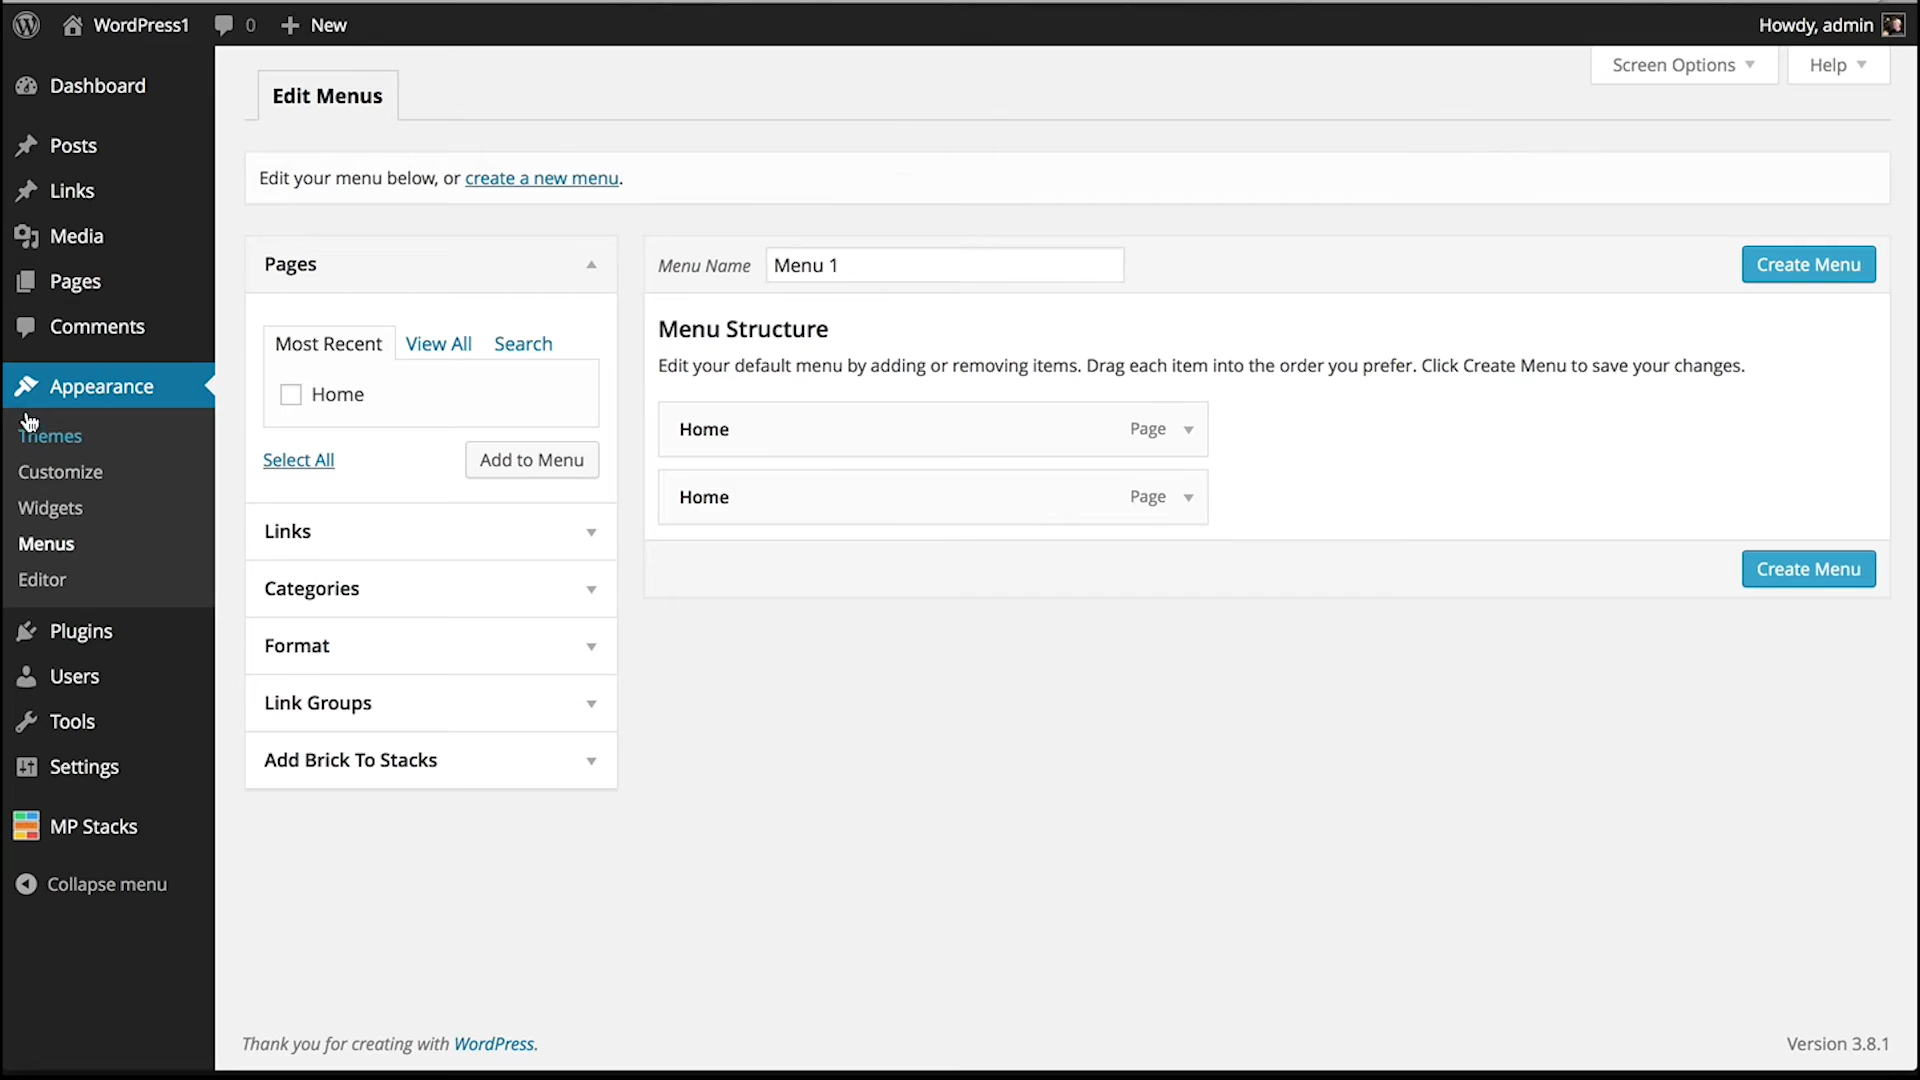 WordPress1 0 New Howdy, admin
Screen Options Help
Dashboard
Posts
Links
Media
Pages
Comments
Appearance
Themes
Customize
Widgets
Menus
Editor
Plugins
Users
Tools
Settings
MP Stacks
Collapse menu
Edit Menus
Edit your menu below, or create a new menu.
Pages
Most Recent View All Search
Home
Select All Add to Menu
Links
Categories
Format
Link Groups
Add Brick To Stacks
Menu Name Menu 1 Create Menu
Menu Structure
Edit your default menu by adding or removing items. Drag each item into the order you prefer. Click Create Menu to save your changes.
Home Page
Home Page
Create Menu
Thank you for creating with WordPress. Version 3.8.1